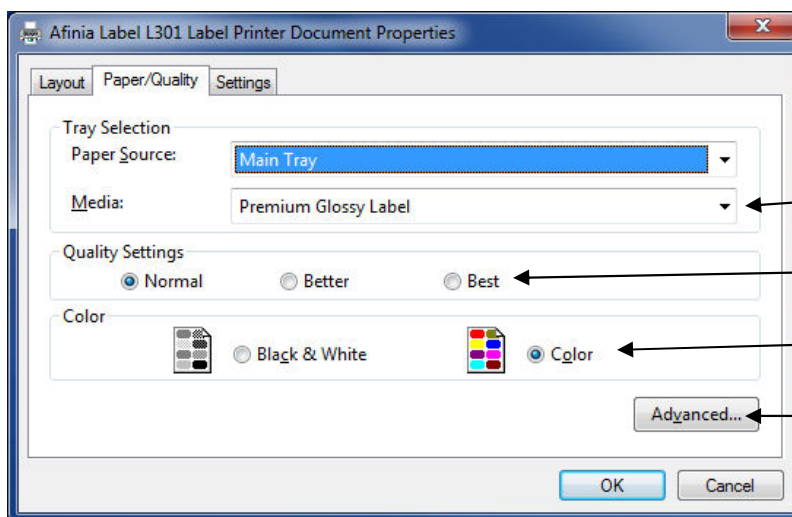 Afinia Label L301 Label Printer Document Properties
Layout Paper/Quality Settings
Tray Selection
Paper Source: Main Tray
Media: Premium Glossy Label
Quality Settings
Normal Better Best
Color
Black & White Color
Advanced...
OK Cancel